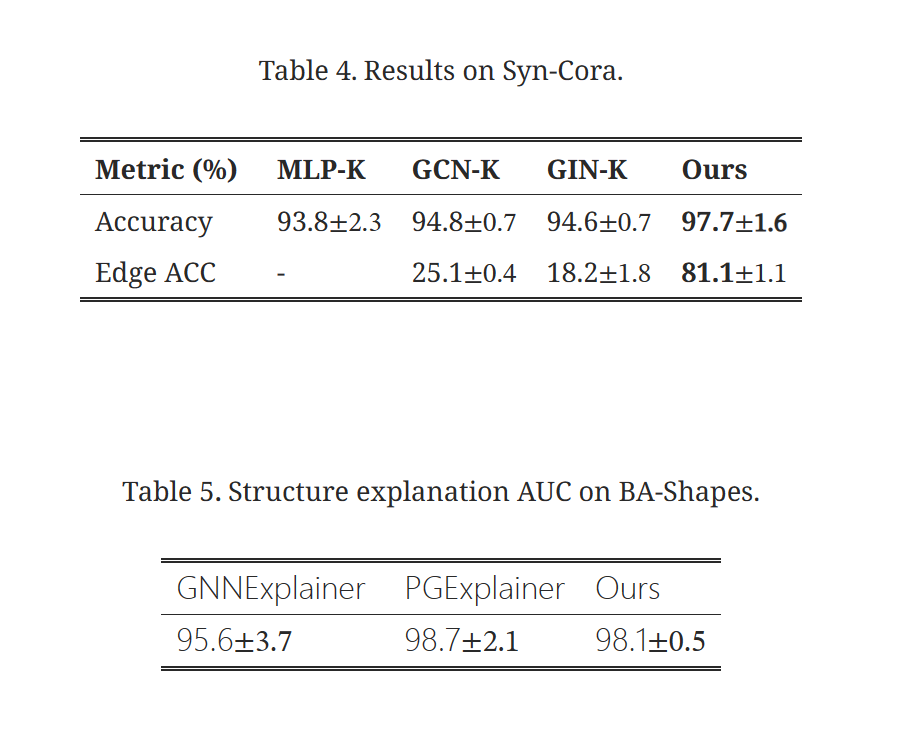 Table 4. Results on Syn-Cora.
Metric (%) MLP-K GCN-K GIN-K Ours
Accuracy 93.8±2.3 94.8±0.7 94.6±0.7 97.7±1.6
Edge ACC - 25.1±0.4 18.2±1.8 81.1±1.1
Table 5. Structure explanation AUC on BA-Shapes.
GNNExplainer PGExplainer Ours
95.6±3.7 98.7±2.1 98.1±0.5